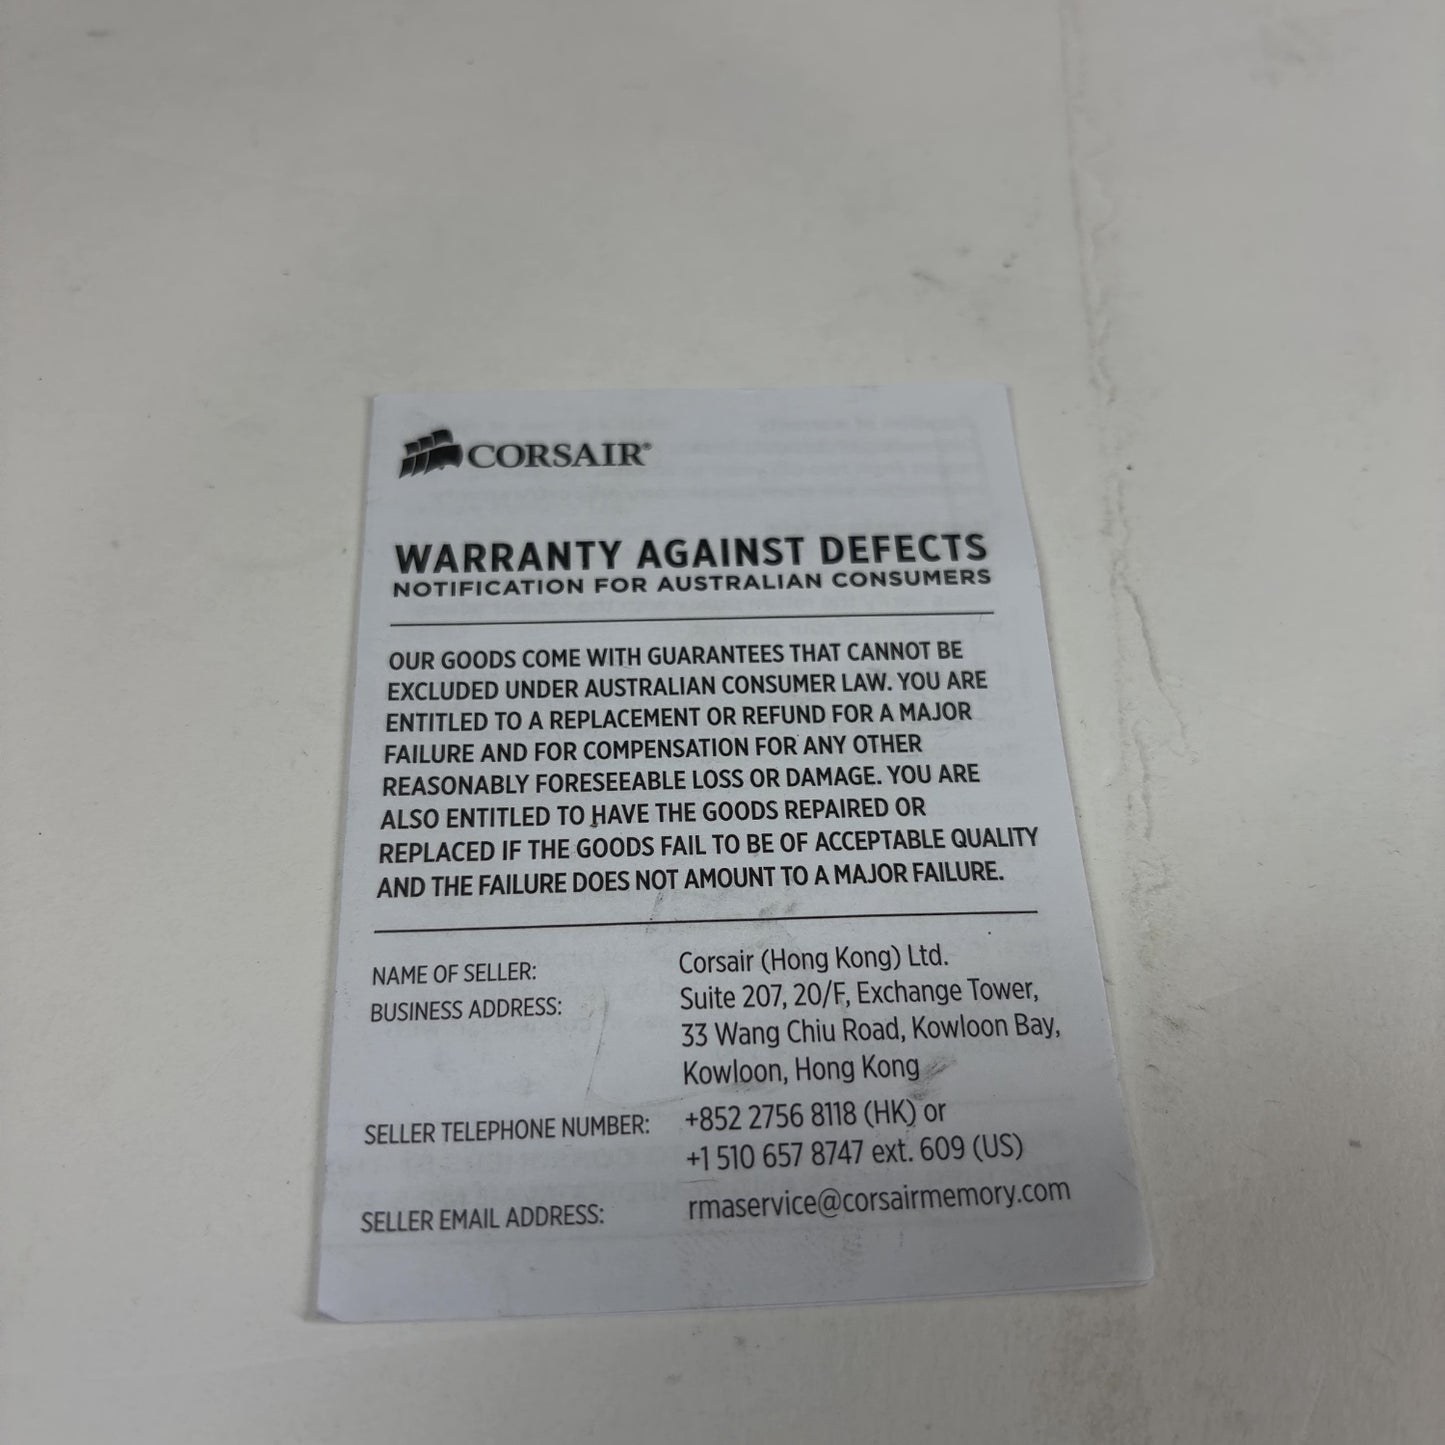 CORSAIR®
WARRANTY AGAINST DEFECTS
NOTIFICATION FOR AUSTRALIAN CONSUMERS
OUR GOODS COME WITH GUARANTEES THAT CANNOT BE
EXCLUDED UNDER AUSTRALIAN CONSUMER LAW. YOU ARE
ENTITLED TO A REPLACEMENT OR REFUND FOR A MAJOR
FAILURE AND FOR COMPENSATION FOR ANY OTHER
REASONABLY FORESEEABLE LOSS OR DAMAGE. YOU ARE
ALSO ENTITLED TO HAVE THE GOODS REPAIRED OR
REPLACED IF THE GOODS FAIL TO BE OF ACCEPTABLE QUALITY
AND THE FAILURE DOES NOT AMOUNT TO A MAJOR FAILURE.
NAME OF SELLER: Corsair (Hong Kong) Ltd.
BUSINESS ADDRESS: Suite 207, 20/F, Exchange Tower,
33 Wang Chiu Road, Kowloon Bay,
Kowloon, Hong Kong
SELLER TELEPHONE NUMBER: +852 2756 8118 (HK) or
+1 510 657 8747 ext. 609 (US)
SELLER EMAIL ADDRESS: rmaservice@corsairmemory.com